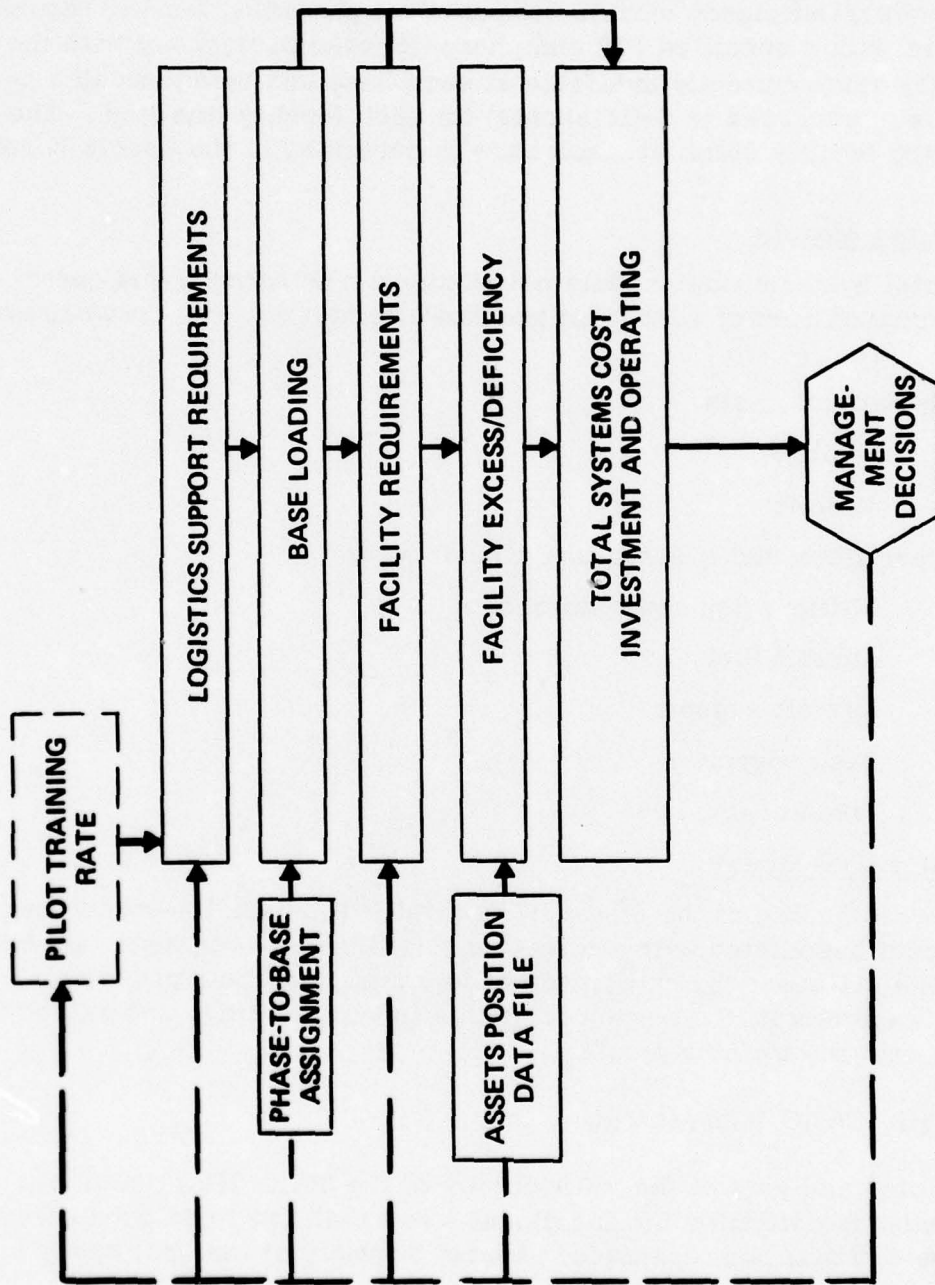 PILOT TRAINING
RATE
LOGISTICS SUPPORT REQUIREMENTS
PHASE-TO-BASE
ASSIGNMENT
BASE LOADING
FACILITY REQUIREMENTS
ASSETS POSITION
DATA FILE
FACILITY EXCESS/DEFICIENCY
TOTAL SYSTEMS COST
INVESTMENT AND OPERATING
MANAGE-
MENT
DECISIONS